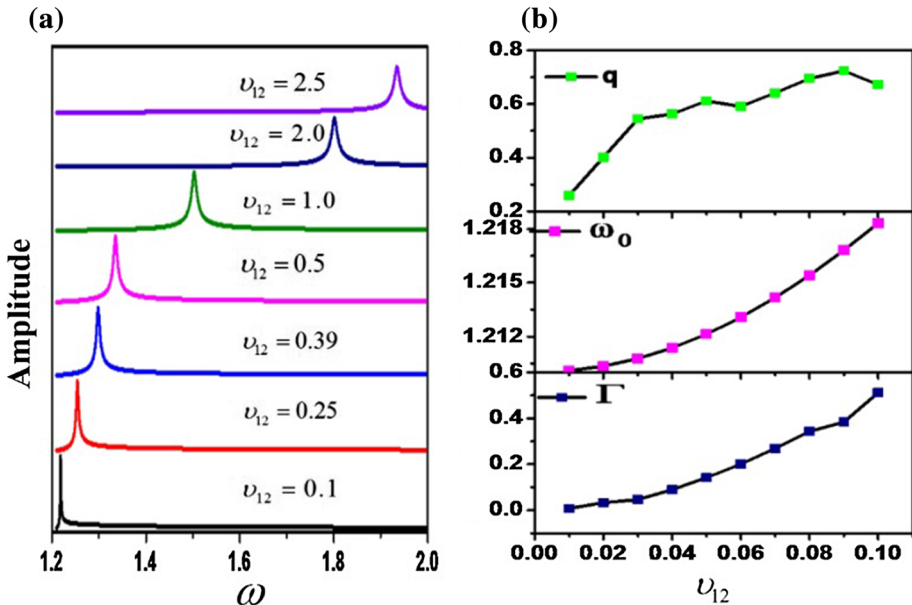 (a)
Amplitude
υ₁₂ = 2.5
υ₁₂ = 2.0
υ₁₂ = 1.0
υ₁₂ = 0.5
υ₁₂ = 0.39
υ₁₂ = 0.25
υ₁₂ = 0.1
1.2 1.4 1.6 1.8 2.0
ω
(b)
q
0.8
0.6
0.4
0.2
ω₀
1.218
1.215
1.212
Γ
0.6
0.4
0.2
0.0
0.00 0.02 0.04 0.06 0.08 0.10
υ₁₂